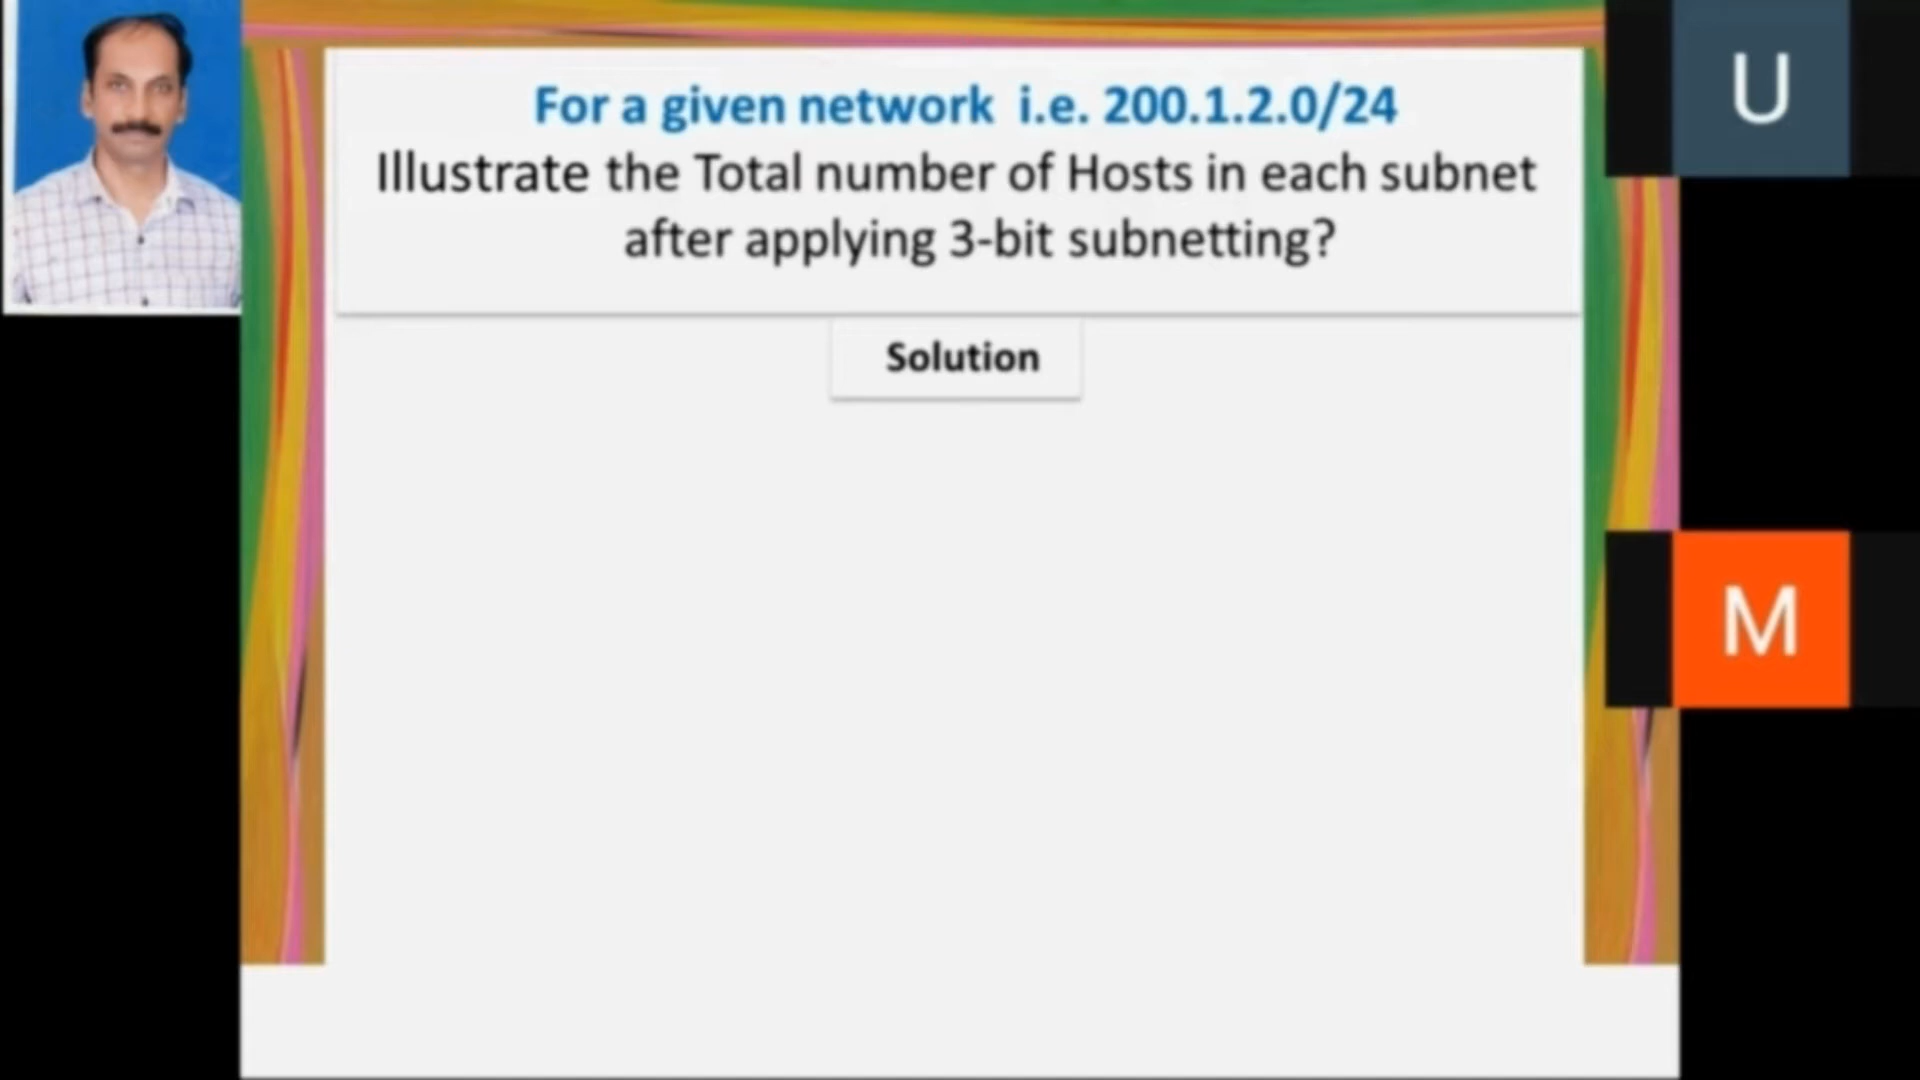 For a given network i.e. 200.1.2.0/24
Illustrate the Total number of Hosts in each subnet
after applying 3-bit subnetting?
Solution
U
M